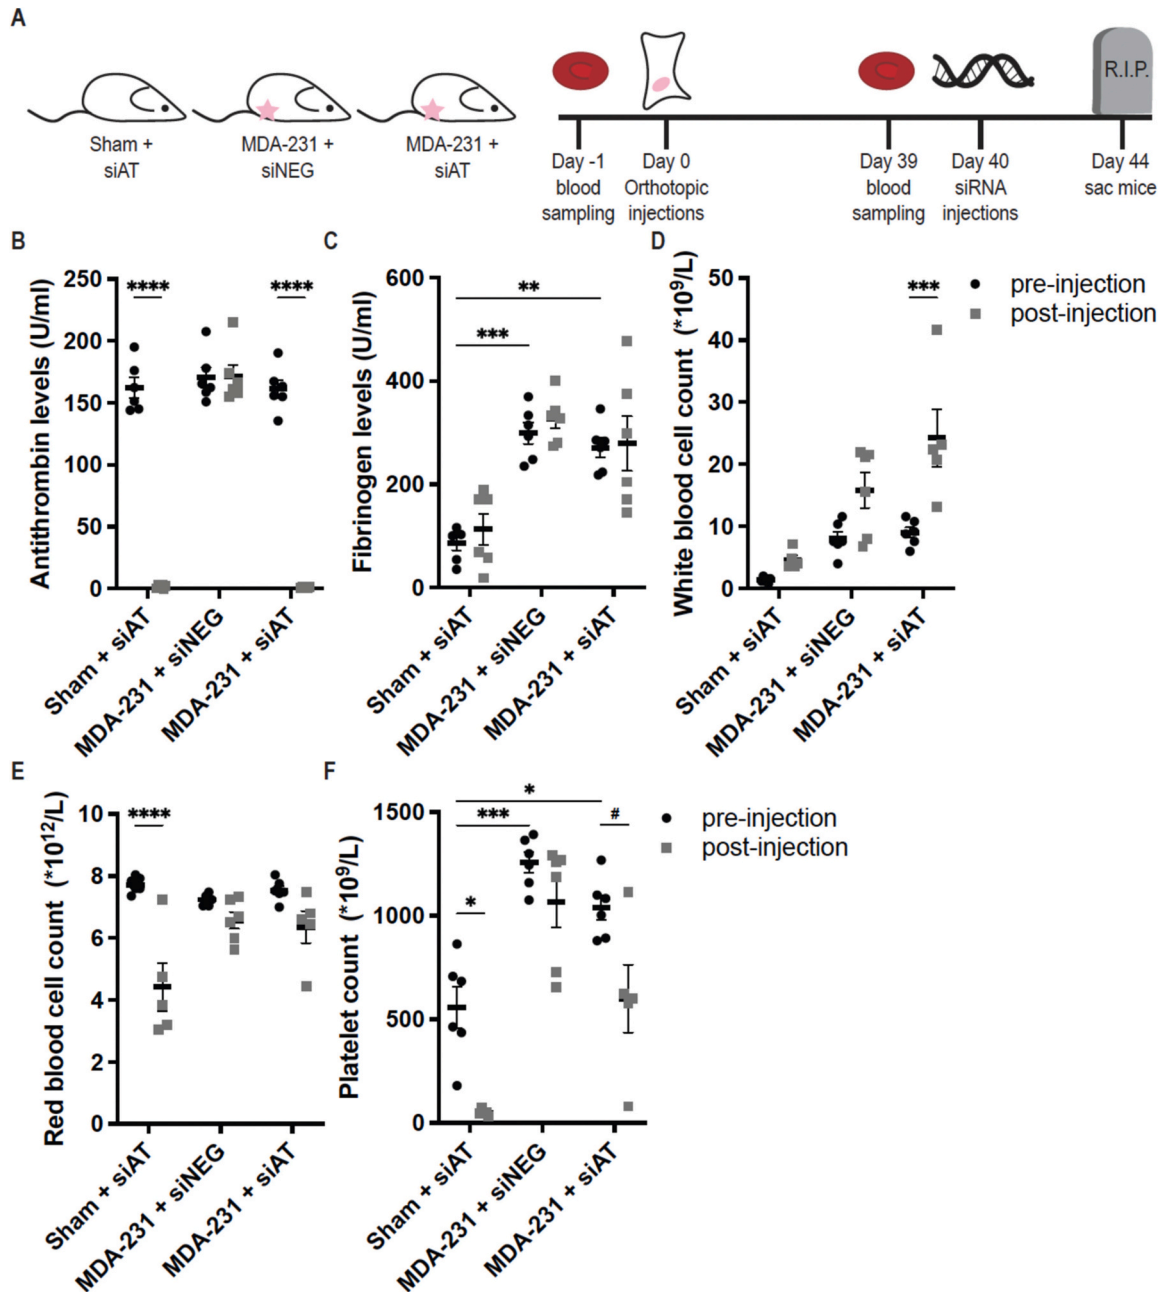 A
R.I.P.
Sham +
siAT
MDA-231 +
siNEG
MDA-231 +
siAT
Day -1
blood
sampling
Day 0
Orthotopic
injections
Day 39
blood
sampling
Day 40
siRNA
injections
Day 44
sac mice
B
Antithrombin levels (U/ml)
250
200
150
100
50
0
****
****
Sham + siAT
MDA-231 + siNEG
MDA-231 + siAT
C
Fibrinogen levels (U/ml)
600
400
200
0
**
***
Sham + siAT
MDA-231 + siNEG
MDA-231 + siAT
D
White blood cell count (*10⁹/L)
50
40
30
20
10
0
***
pre-injection
post-injection
Sham + siAT
MDA-231 + siNEG
MDA-231 + siAT
E
Red blood cell count (*10¹²/L)
10
8
6
4
2
0
****
Sham + siAT
MDA-231 + siNEG
MDA-231 + siAT
F
Platelet count (*10⁹/L)
1500
1000
500
0
*
***
#
*
pre-injection
post-injection
Sham + siAT
MDA-231 + siNEG
MDA-231 + siAT